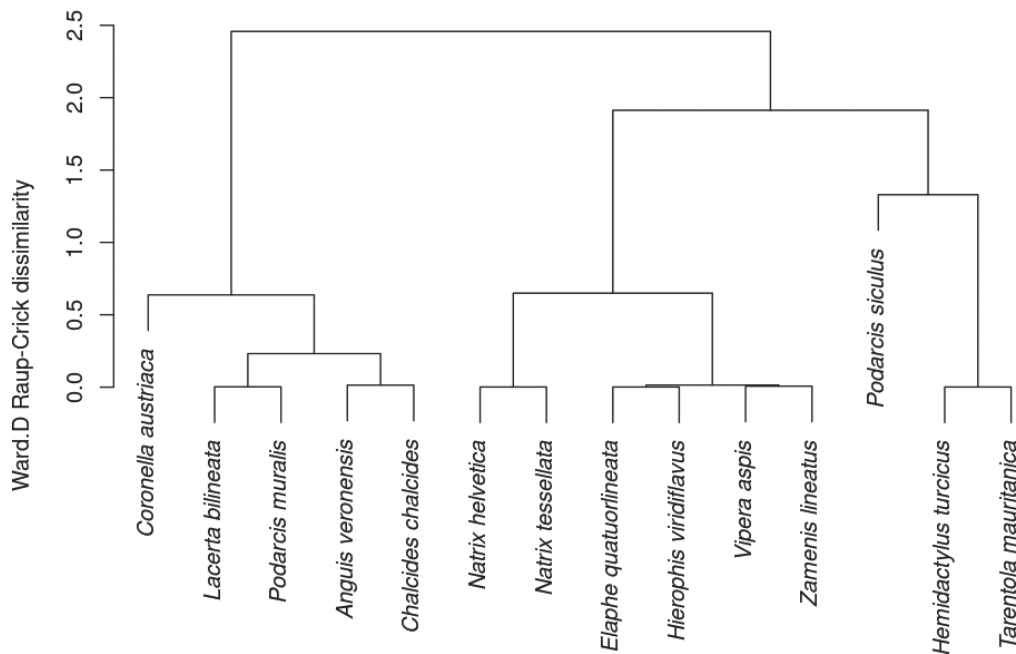 Ward.D Raup-Crick dissimilarity
2.5
2.0
1.5
1.0
0.5
0.0
Coronella austriaca
Lacerta bilineata
Podarcis muralis
Anguis veronensis
Chalcides chalcides
Natrix helvetica
Natrix tessellata
Elaphe quatuorlineata
Hierophis viridiflavus
Vipera aspis
Zamenis lineatus
Podarcis siculus
Hemidactylus turcicus
Tarentola mauritanica